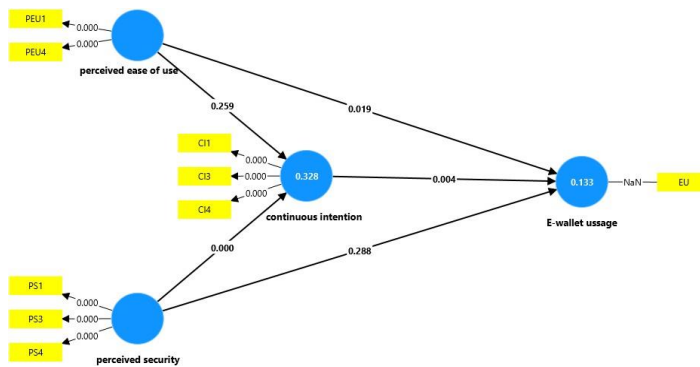 PEU1
0.000
PEU4
0.000
perceived ease of use
0.259
0.019
CI1
0.000
CI3
0.000
CI4
0.000
0.328
continuous intention
0.004
0.133
NaN
EU
E-wallet ussage
0.000
0.288
PS1
0.000
PS3
0.000
PS4
0.000
perceived security